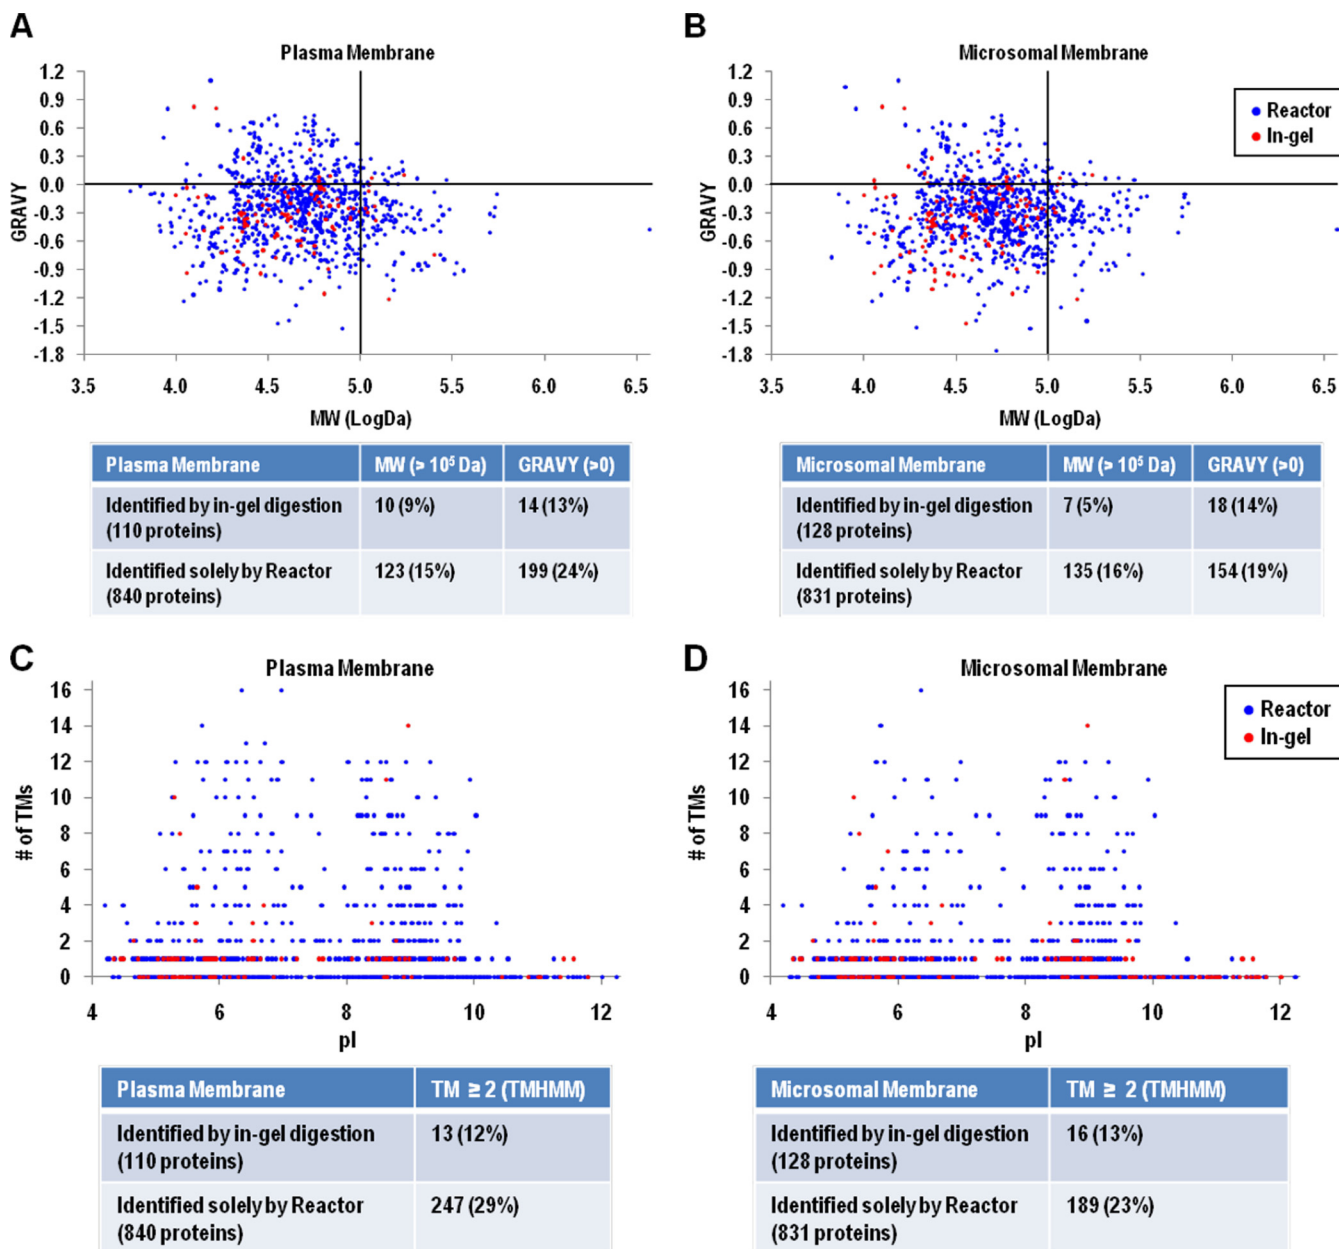 A
Plasma Membrane
1.2
0.9
0.6
0.3
0.0
-0.3
-0.6
-0.9
-1.2
-1.5
-1.8
GRAVY
3.5 4.0 4.5 5.0 5.5 6.0 6.5
MW (LogDa)
Plasma Membrane MW (> 10⁵ Da) GRAVY (>0)
Identified by in-gel digestion 10 (9%) 14 (13%)
(110 proteins)
Identified solely by Reactor 123 (15%) 199 (24%)
(840 proteins)
B
Microsomal Membrane
Reactor
In-gel
1.2
0.9
0.6
0.3
0.0
-0.3
-0.6
-0.9
-1.2
-1.5
-1.8
GRAVY
3.5 4.0 4.5 5.0 5.5 6.0 6.5
MW (LogDa)
Microsomal Membrane MW (> 10⁵ Da) GRAVY (>0)
Identified by in-gel digestion 7 (5%) 18 (14%)
(128 proteins)
Identified solely by Reactor 135 (16%) 154 (19%)
(831 proteins)
C
Plasma Membrane
16
14
12
10
8
6
4
2
0
# of TMs
4 6 8 10 12
pI
Plasma Membrane TM ≥ 2 (TMHMM)
Identified by in-gel digestion 13 (12%)
(110 proteins)
Identified solely by Reactor 247 (29%)
(840 proteins)
D
Microsomal Membrane
Reactor
In-gel
16
14
12
10
8
6
4
2
0
# of TMs
4 6 8 10 12
pI
Microsomal Membrane TM ≥ 2 (TMHMM)
Identified by in-gel digestion 16 (13%)
(128 proteins)
Identified solely by Reactor 189 (23%)
(831 proteins)